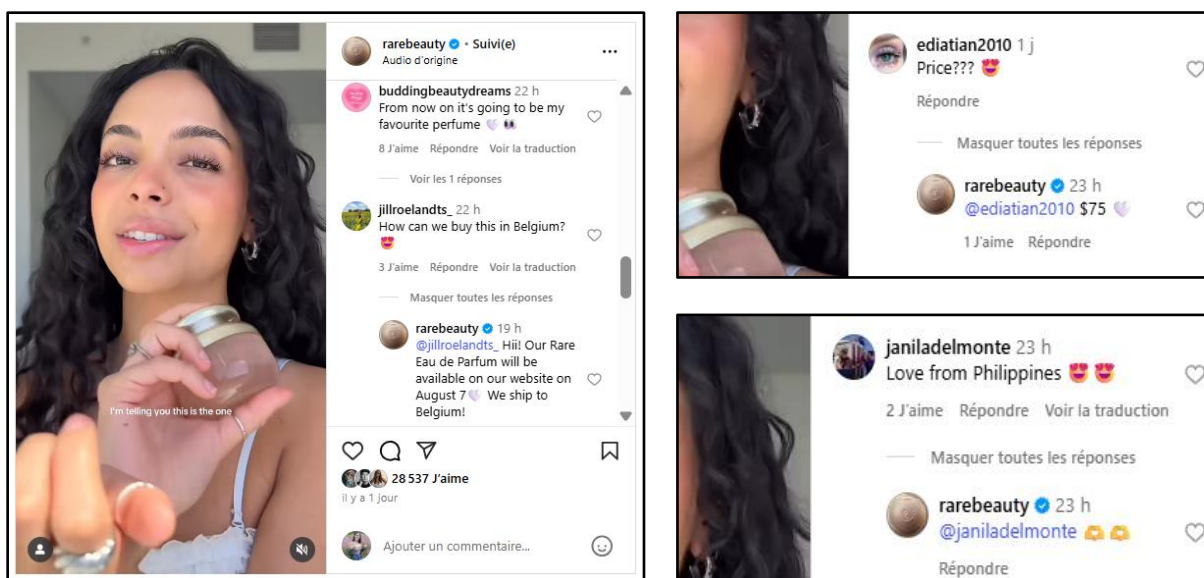 rarebeauty • Suivi(e)
Audio d'origine
buddingbeautydreams 22 h
From now on it's going to be my
favourite perfume
8 J'aime Répondre Voir la traduction
Voir les 1 réponses
jillroelandts_ 22 h
How can we buy this in Belgium?
3 J'aime Répondre Voir la traduction
Masquer toutes les réponses
rarebeauty 19 h
@jillroelandts_ Hii! Our Rare
Eau de Parfum will be
available on our website on
August 7🤍 We ship to
Belgium!
I'm telling you this is the one
28 537 J'aime
il y a 1 jour
Ajouter un commentaire...
ediatian2010 1 j
Price??? 😍
Répondre
Masquer toutes les réponses
rarebeauty 23 h
@ediatian2010 $75 🤍
1 J'aime Répondre
janiladelmonte 23 h
Love from Philippines 😍 😍
2 J'aime Répondre Voir la traduction
Masquer toutes les réponses
rarebeauty 23 h
@janiladelmonte 🫶 🫶
Répondre